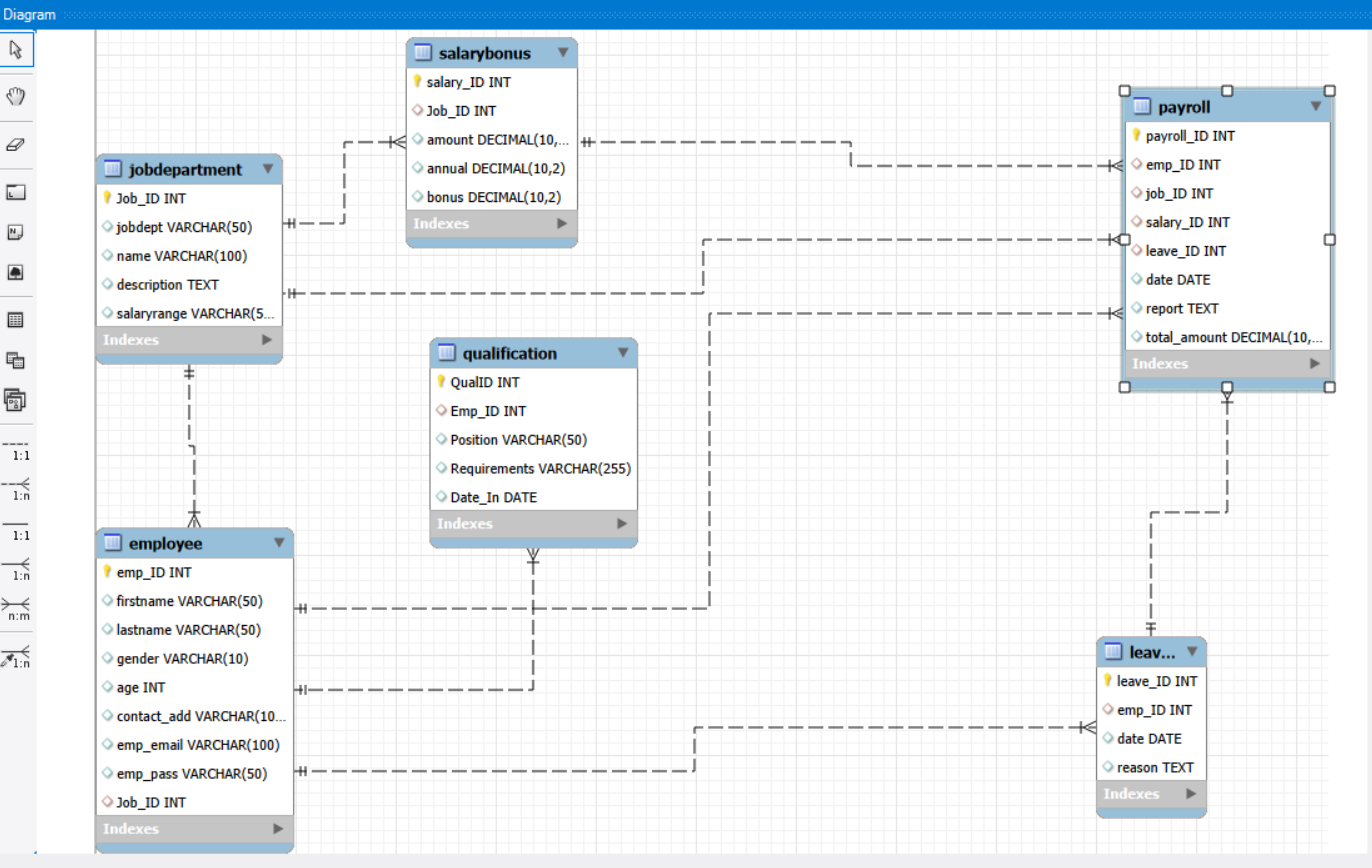 Diagram
salarybonus
salary_ID INT
Job_ID INT
amount DECIMAL(10,...
annual DECIMAL(10,2)
bonus DECIMAL(10,2)
Indexes
payroll
payroll_ID INT
emp_ID INT
job_ID INT
salary_ID INT
leave_ID INT
date DATE
report TEXT
total_amount DECIMAL(10,...
Indexes
jobdepartment
Job_ID INT
jobdept VARCHAR(50)
name VARCHAR(100)
description TEXT
salaryrange VARCHAR(5...
Indexes
qualification
QualID INT
Emp_ID INT
Position VARCHAR(50)
Requirements VARCHAR(255)
Date_In DATE
Indexes
employee
emp_ID INT
firstname VARCHAR(50)
lastname VARCHAR(50)
gender VARCHAR(10)
age INT
contact_add VARCHAR(10...
emp_email VARCHAR(100)
emp_pass VARCHAR(50)
Job_ID INT
Indexes
leav...
leave_ID INT
emp_ID INT
date DATE
reason TEXT
Indexes
1:1
1:n
1:1
1:n
n:m
1:n